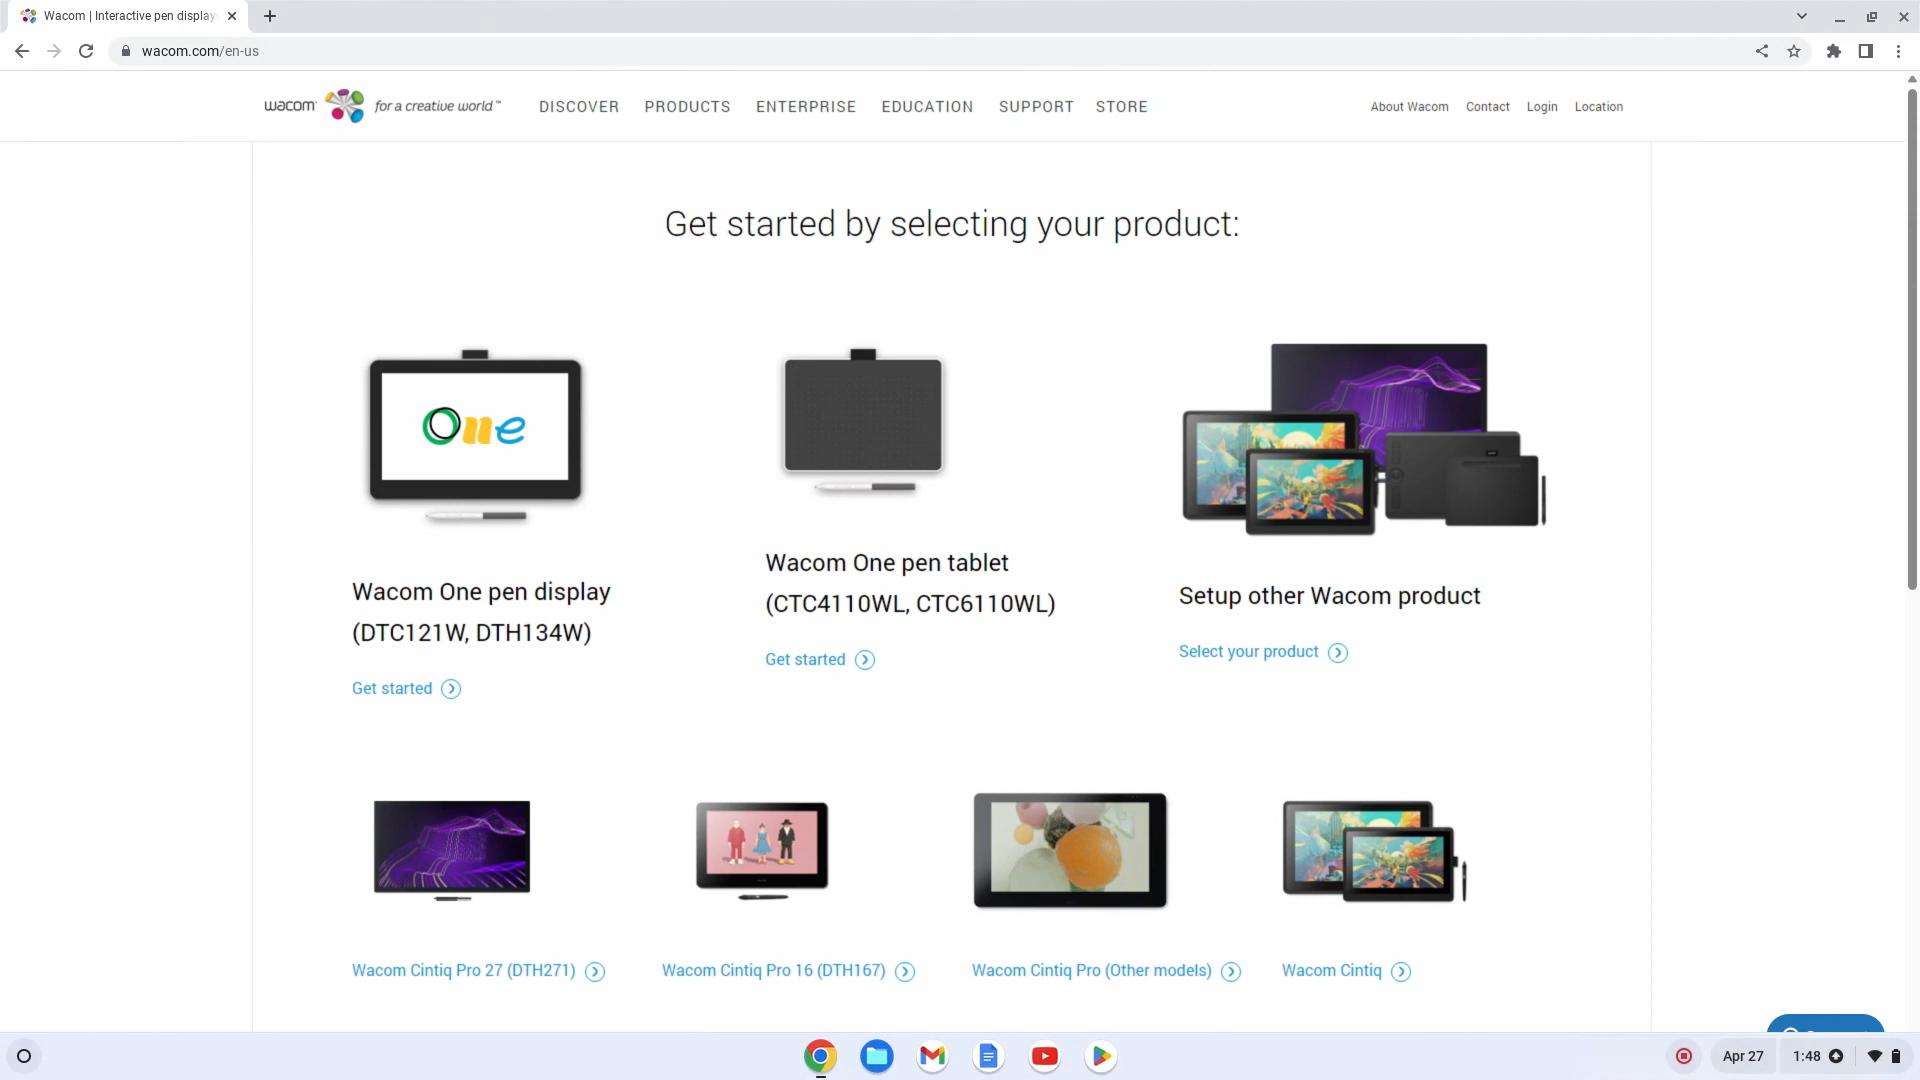 Wacom | Interactive pen display
wacom.com/en-us
wacom for a creative world™ DISCOVER PRODUCTS ENTERPRISE EDUCATION SUPPORT STORE About Wacom Contact Login Location
Get started by selecting your product:
One
Wacom One pen display
(DTC121W, DTH134W)
Get started
Wacom One pen tablet
(CTC4110WL, CTC6110WL)
Get started
Setup other Wacom product
Select your product
Wacom Cintiq Pro 27 (DTH271) Wacom Cintiq Pro 16 (DTH167) Wacom Cintiq Pro (Other models) Wacom Cintiq
Apr 27 1:48